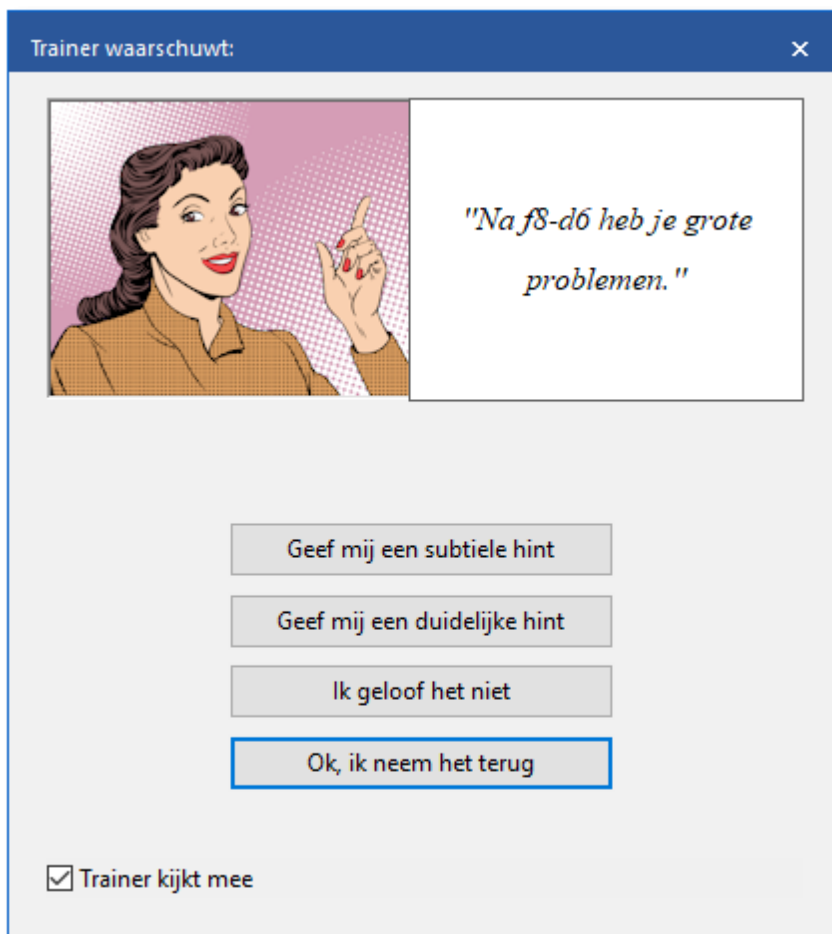 Trainer waarschuwt:
"Na f8-d6 heb je grote
problemen."
Geef mij een subtiele hint
Geef mij een duidelijke hint
Ik geloof het niet
Ok, ik neem het terug
Trainer kijkt mee